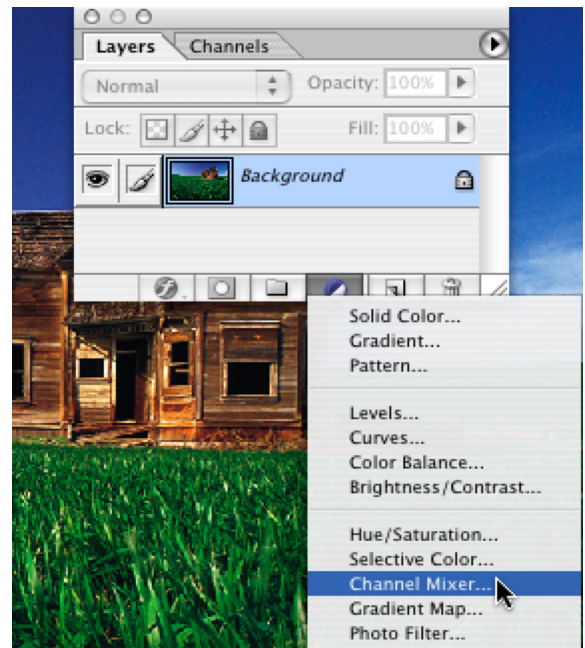 Layers Channels
Normal Opacity: 100%
Lock: Fill: 100%
Background
Solid Color...
Gradient...
Pattern...
Levels...
Curves...
Color Balance...
Brightness/Contrast...
Hue/Saturation...
Selective Color...
Channel Mixer...
Gradient Map...
Photo Filter...